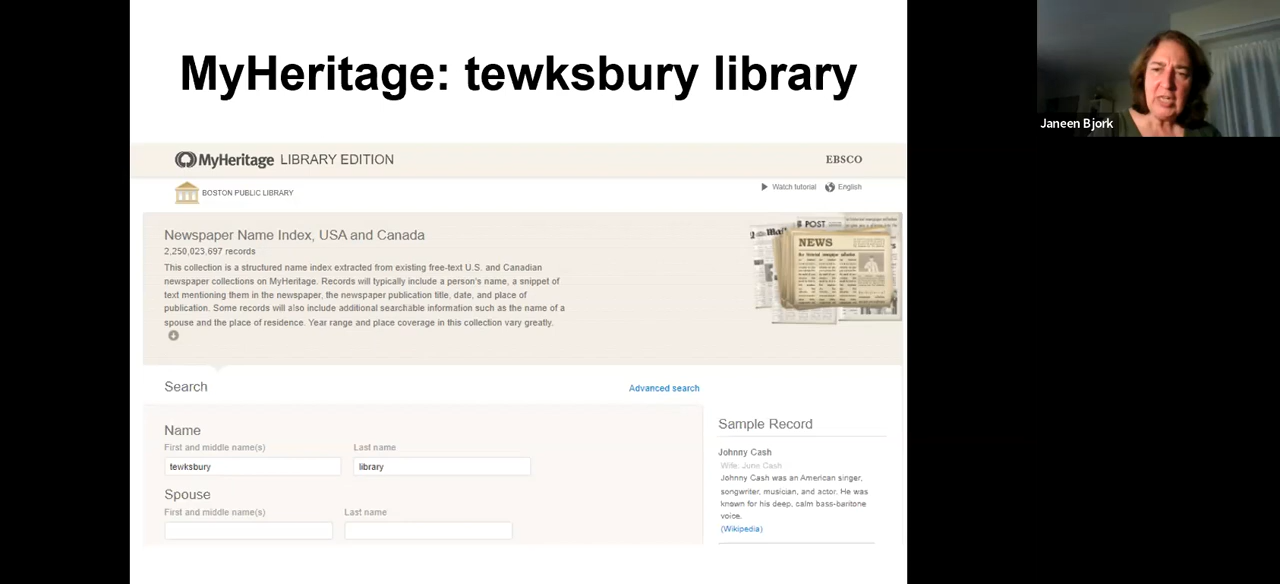 MyHeritage: tewksbury library
Janeen Bjork
MyHeritage LIBRARY EDITION
EBSCO
BOSTON PUBLIC LIBRARY
Watch tutorial
English
Newspaper Name Index, USA and Canada
2,250,023,697 records
This collection is a structured name index extracted from existing free-text U.S. and Canadian
newspaper collections on MyHeritage. Records will typically include a person's name, a snippet of
text mentioning them in the newspaper, the newspaper publication title, date, and place of
publication. Some records will also include additional searchable information such as the name of a
spouse and the place of residence. Year range and place coverage in this collection vary greatly.
POST
NEWS
Search
Advanced search
Name
First and middle name(s)
Last name
tewksbury
library
Spouse
First and middle name(s)
Last name
Sample Record
Johnny Cash
Wife, June Cash
Johnny Cash was an American singer,
songwriter, musician, and actor. He was
known for his deep, calm bass-baritone
voice.
(Wikipedia)